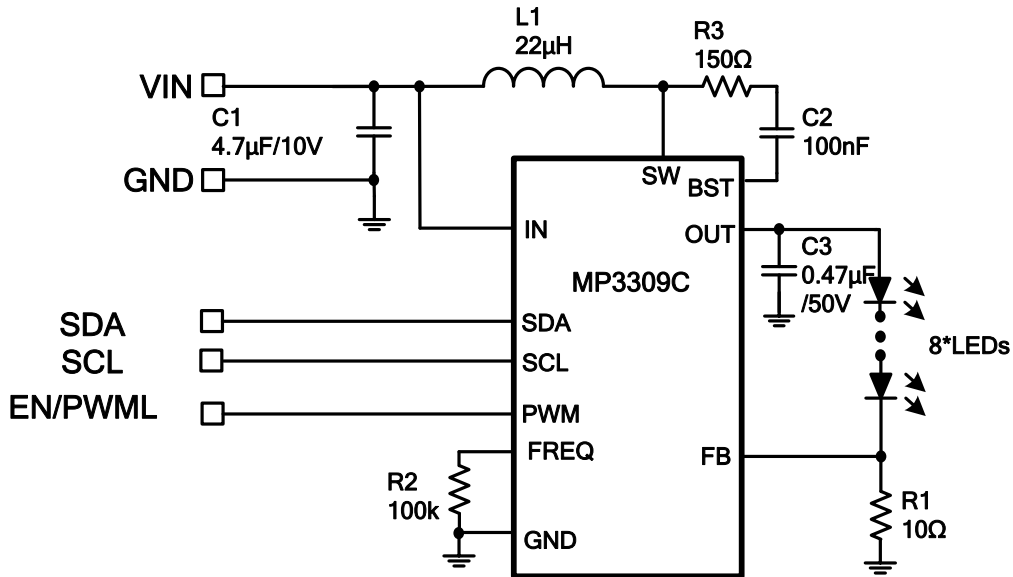 L1
22µH
R3
150Ω
VIN
C1
4.7µF/10V
C2
100nF
GND
SW
BST
IN
OUT
C3
0.47µF
/50V
MP3309C
SDA
SDA
SCL
SCL
8*LEDs
EN/PWML
PWM
FREQ
FB
R2
100k
R1
10Ω
GND